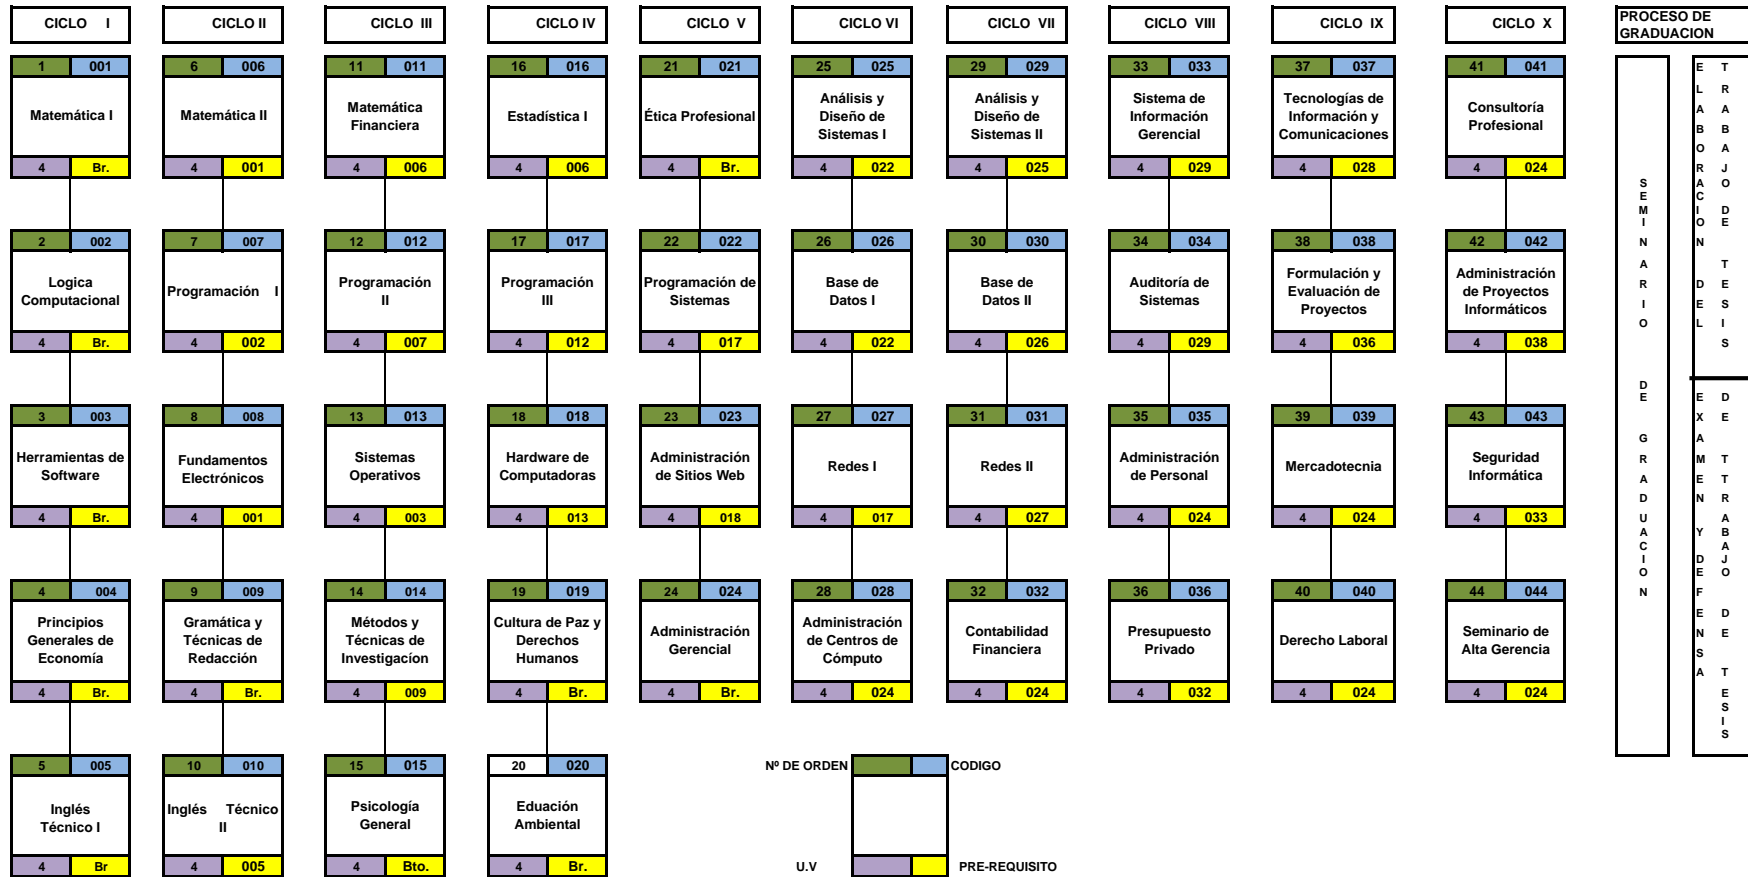 CICLO I
CICLO II
CICLO III
CICLO IV
CICLO V
CICLO VI
CICLO VII
CICLO VIII
CICLO IX
CICLO X
PROCESO DE
GRADUACION
1 001
Matemática I
4 Br.
6 006
Matemática II
4 001
11 011
Matemática
Financiera
4 006
16 016
Estadística I
4 006
21 021
Ética Profesional
4 Br.
25 025
Análisis y
Diseño de
Sistemas I
4 022
29 029
Análisis y
Diseño de
Sistemas II
4 025
33 033
Sistema de
Información
Gerencial
4 029
37 037
Tecnologías de
Información y
Comunicaciones
4 028
41 041
Consultoría
Profesional
4 024
2 002
Logica
Computacional
4 Br.
7 007
Programación I
4 002
12 012
Programación
II
4 007
17 017
Programación
III
4 012
22 022
Programación de
Sistemas
4 017
26 026
Base de
Datos I
4 022
30 030
Base de
Datos II
4 026
34 034
Auditoría de
Sistemas
4 029
38 038
Formulación y
Evaluación de
Proyectos
4 036
42 042
Administración
de Proyectos
Informáticos
4 038
3 003
Herramientas de
Software
4 Br.
8 008
Fundamentos
Electrónicos
4 001
13 013
Sistemas
Operativos
4 003
18 018
Hardware de
Computadoras
4 013
23 023
Administración
de Sitios Web
4 018
27 027
Redes I
4 017
31 031
Redes II
4 027
35 035
Administración
de Personal
4 024
39 039
Mercadotecnia
4 024
43 043
Seguridad
Informática
4 033
4 004
Principios
Generales de
Economía
4 Br.
9 009
Gramática y
Técnicas de
Redacción
4 Br.
14 014
Métodos y
Técnicas de
Investigacíon
4 009
19 019
Cultura de Paz y
Derechos
Humanos
4 Br.
24 024
Administración
Gerencial
4 Br.
28 028
Administración
de Centros de
Cómputo
4 024
32 032
Contabilidad
Financiera
4 024
36 036
Presupuesto
Privado
4 032
40 040
Derecho Laboral
4 024
44 044
Seminario de
Alta Gerencia
4 024
5 005
Inglés
Técnico I
4 Br
10 010
Inglés Técnico
II
4 005
15 015
Psicología
General
4 Bto.
20 020
Eduación
Ambiental
4 Br.
Nº DE ORDEN
CODIGO
U.V
PRE-REQUISITO
SEMINARIO DE GRADUACION
ELABORRACION DEL
TRABAJO DE TESIS
EXAMEN Y DEFENSA
DE TTRABAJO DE TESIS